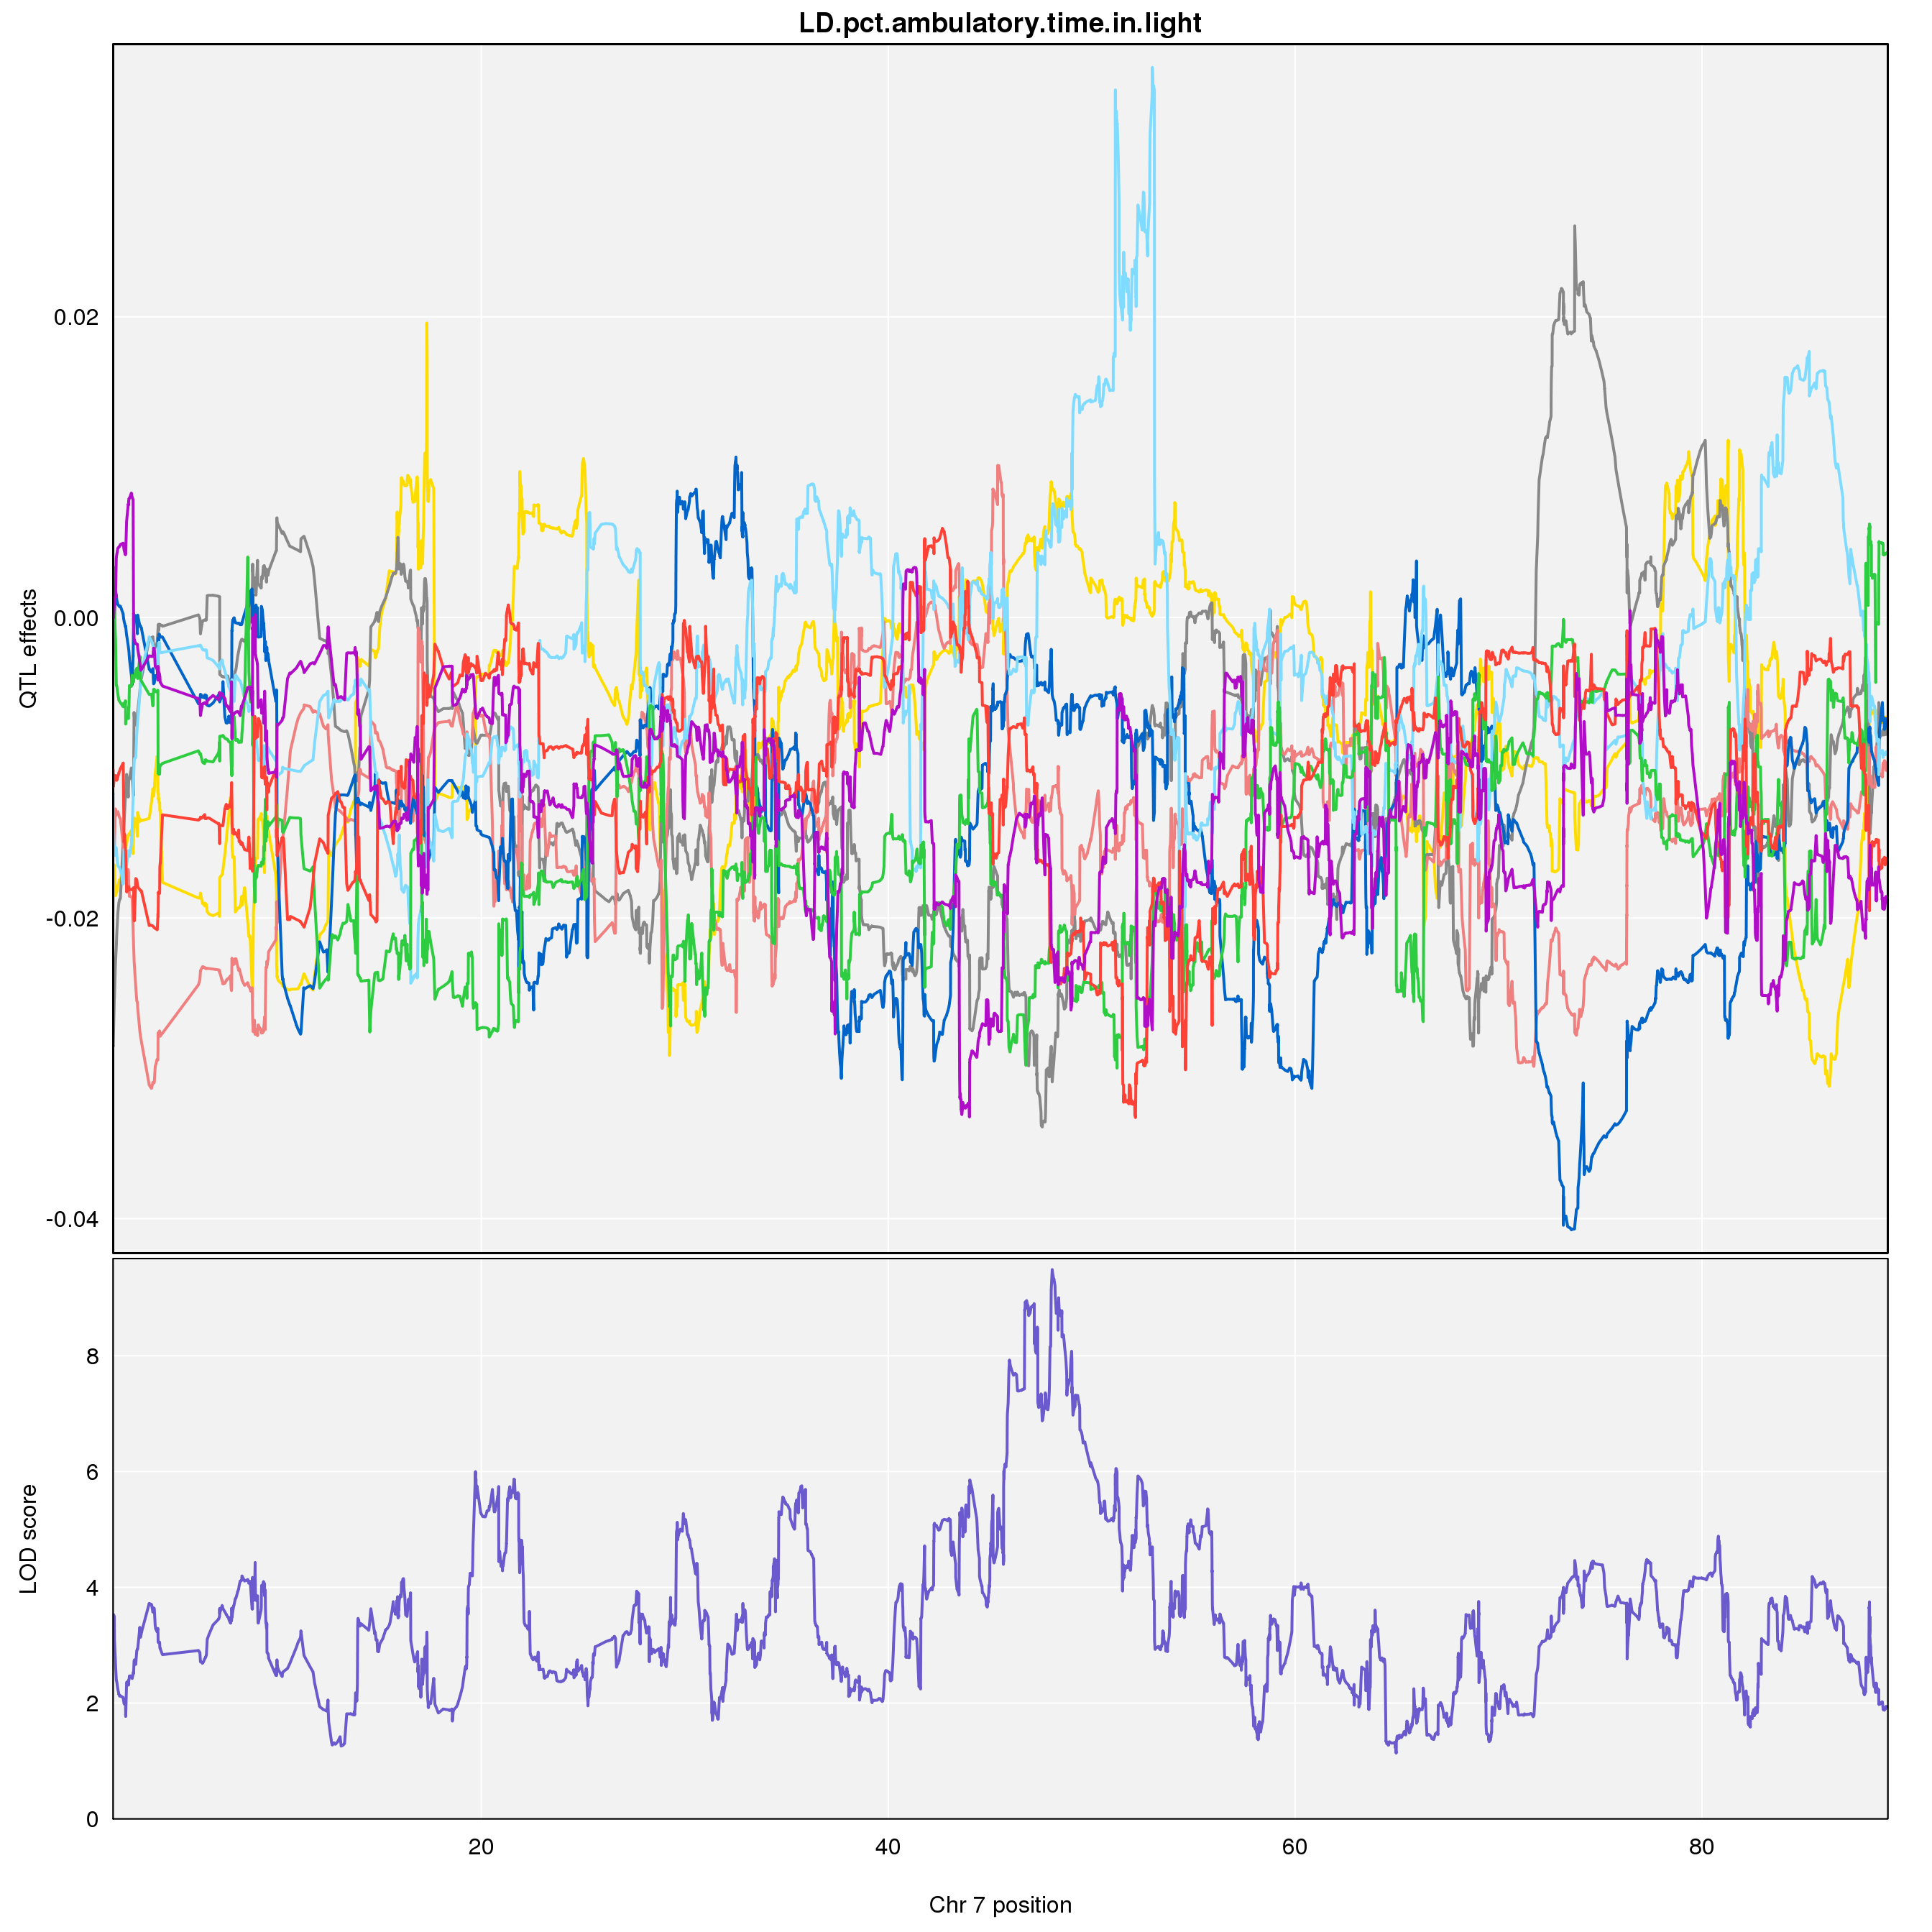 LD.pct.ambulatory.time.in.light
0.02
0.00
-0.02
-0.04
QTL effects
8
6
4
2
0
LOD score
20 40 60 80
Chr 7 position